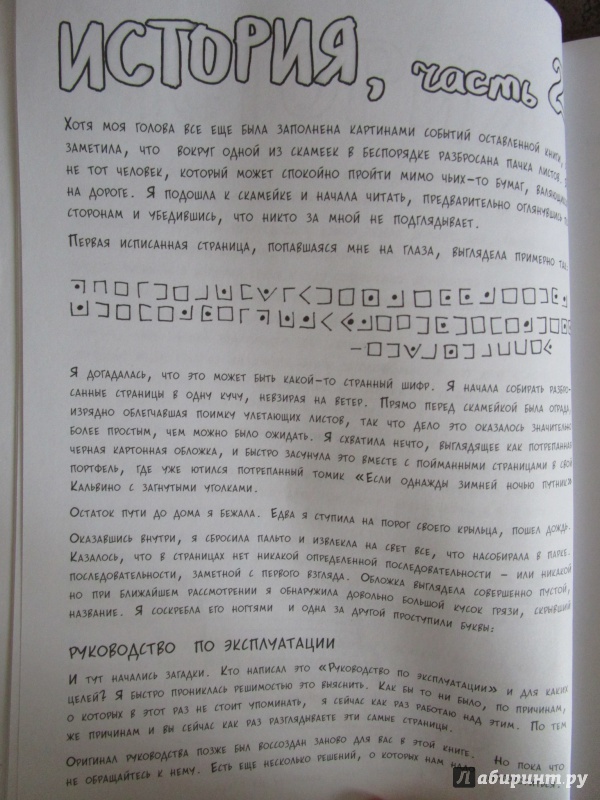 ИСТОРИЯ, часть 2
Хотя моя голова все еще была заполнена картинами событий оставленной книги,
заметила, что вокруг одной из скамеек в беспорядке разбросана пачка листов.
не тот человек, который может спокойно пройти мимо чьих-то бумаг,
на дороге. Я подошла к скамейке и начала читать, предварительно оглянувшись
сторонам и убедившись, что никто за мной не подглядывает.
Первая исписанная страница, попавшаяся мне на глаза, выглядела примерно так:
Я догадалась, что это может быть какой-то странный шифр. Я начала собирать разбро-
санные страницы в одну кучу, невзирая на ветер. Прямо перед скамейкой была ограда,
изрядно облегчавшая поимку улетающих листов, так что дело это оказалось значительно
более простым, чем можно было ожидать. Я схватила нечто, выглядящее как потрепанная
черная картонная обложка, и быстро засунула это вместе с пойманными страницами в свой
портфель, где уже ютился потрепанный томик «Если однажды зимней ночью путник»
Кальвино с загнутыми уголками.
Остаток пути до дома я бежала. Едва я ступила на порог своего крыльца, пошел дождь.
Оказавшись внутри, я сбросила пальто и извлекла на свет все, что насобирала в парке.
Казалось, что в страницах нет никакой определенной последовательности – или никакой
последовательности, заметной с первого взгляда. Обложка выглядела совершенно пустой,
но при ближайшем рассмотрении я обнаружила довольно большой кусок грязи, скрывший
название. Я соскребла его ногтями и одна за другой проступили буквы:
РУКОВОДСТВО ПО ЭКСПЛУАТАЦИИ
И тут начались загадки. Кто написал это «Руководство по эксплуатации» и для каких
целей? Я быстро прониклась решимостью это выяснить. Как бы то ни было, по причинам,
о которых в этот раз не стоит упоминать, я сейчас как раз работаю над этим. По тем
же причинам и вы сейчас как раз разглядываете эти самые страницы.
Оригинал руководства позже был воссоздан заново для вас в этой книге. Но пока что
не обращайтесь к нему. Есть еще несколько решений, о которых нам
лабиринт.ру